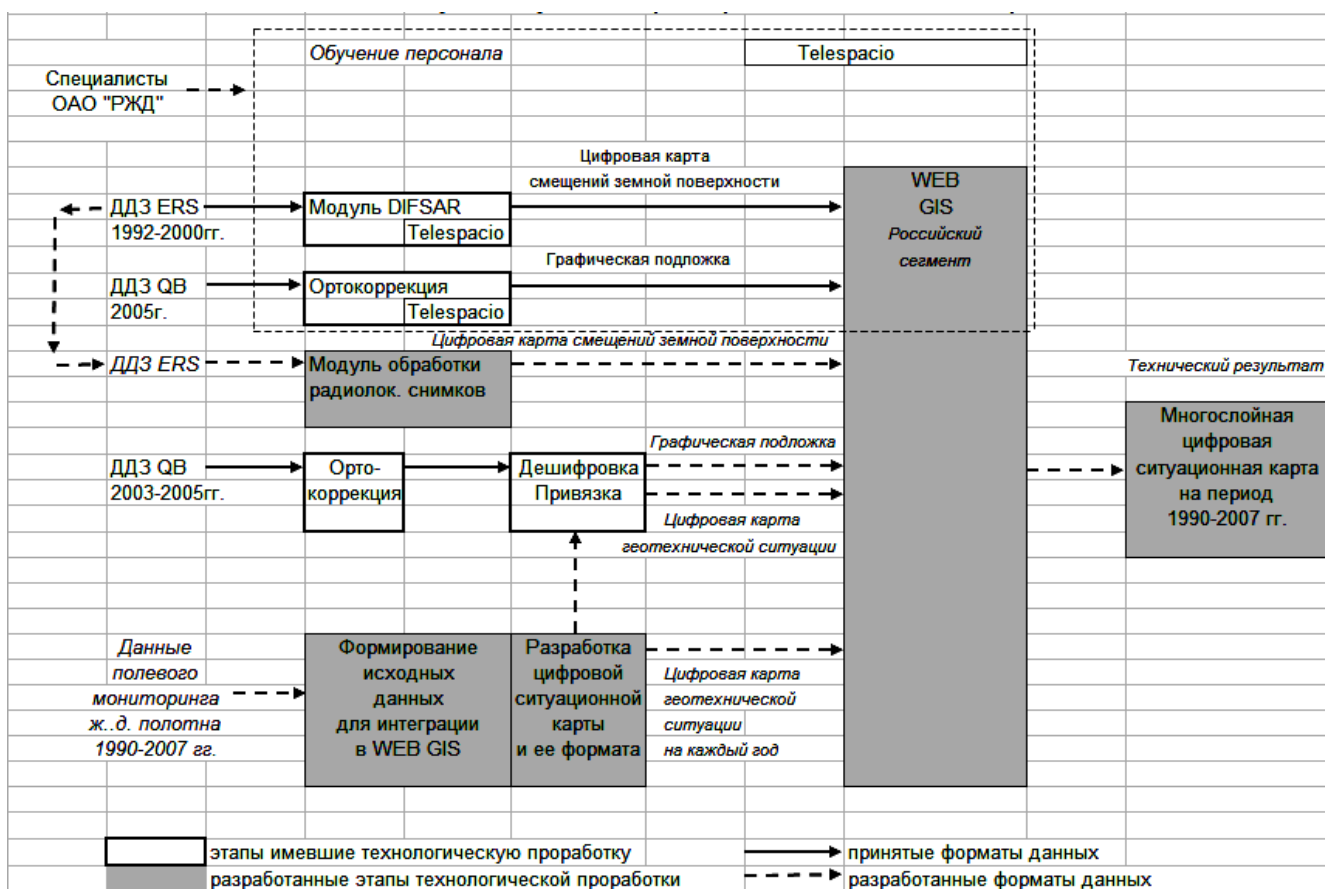 Обучение персонала
Telespacio
Специалисты
ОАО "РЖД"
Цифровая карта
смещений земной поверхности
WEB
GIS
Российский
сегмент
ДДЗ ERS
1992-2000гг.
Модуль DIFSAR
Telespacio
Графическая подложка
ДДЗ QB
2005г.
Ортокоррекция
Telespacio
Цифровая карта смещений земной поверхности
ДДЗ ERS
Модуль обработки
радиолок. снимков
Технический результат
Многослойная
цифровая
ситуационная карта
на период
1990-2007 гг.
Графическая подложка
ДДЗ QB
2003-2005гг.
Орто-
коррекция
Дешифровка
Привязка
Цифровая карта
геотехнической ситуации
Данные
полевого
мониторинга
ж..д. полотна
1990-2007 гг.
Формирование
исходных
данных
для интеграции
в WEB GIS
Разработка
цифровой
ситуационной
карты
и ее формата
Цифровая карта
геотехнической
ситуации
на каждый год
этапы имевшие технологическую проработку
принятые форматы данных
разработанные этапы технологической проработки
разработанные форматы данных